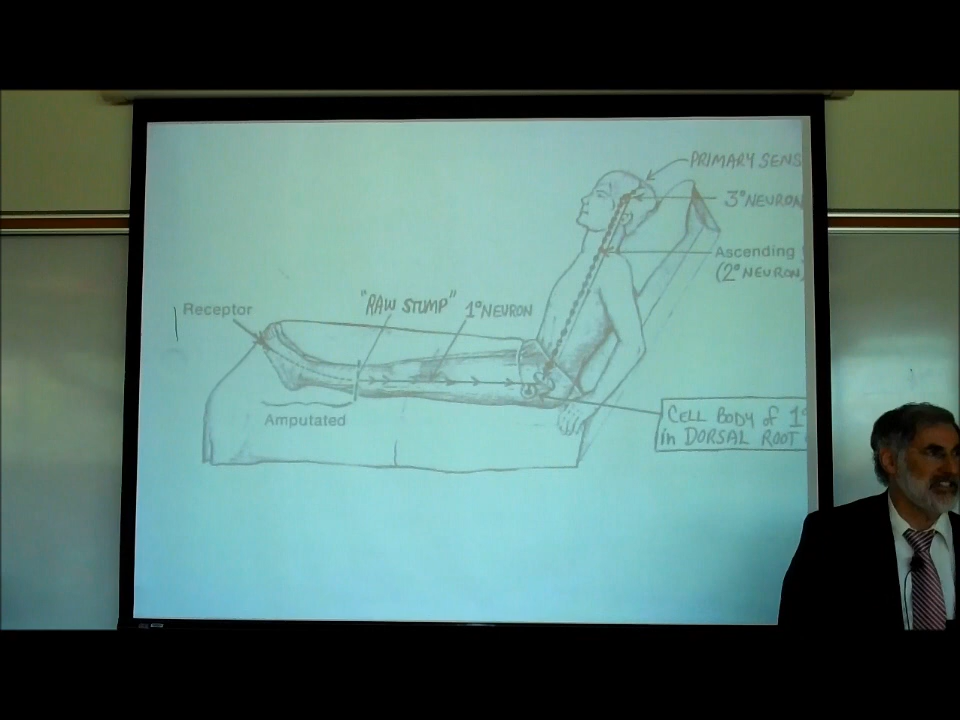 PRIMARY SENS
3° NEURON
Ascending
(2° NEURON
"RAW STUMP"
1° NEURON
Receptor
Amputated
CELL BODY of 1°
in DORSAL ROOT